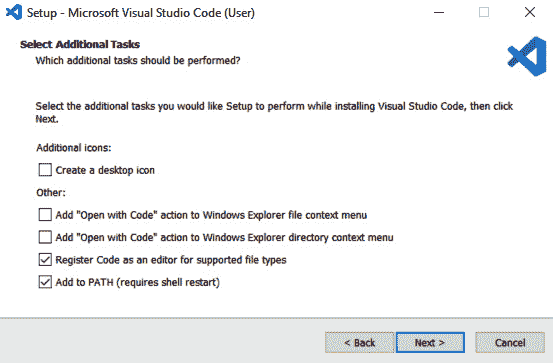 Setup - Microsoft Visual Studio Code (User)
Select Additional Tasks
Which additional tasks should be performed?
Select the additional tasks you would like Setup to perform while installing Visual Studio Code, then click
Next.
Additional icons:
Create a desktop icon
Other:
Add "Open with Code" action to Windows Explorer file context menu
Add "Open with Code" action to Windows Explorer directory context menu
Register Code as an editor for supported file types
Add to PATH (requires shell restart)
< Back
Next >
Cancel